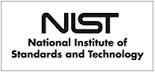 NIST
National Institute of
Standards and Technology